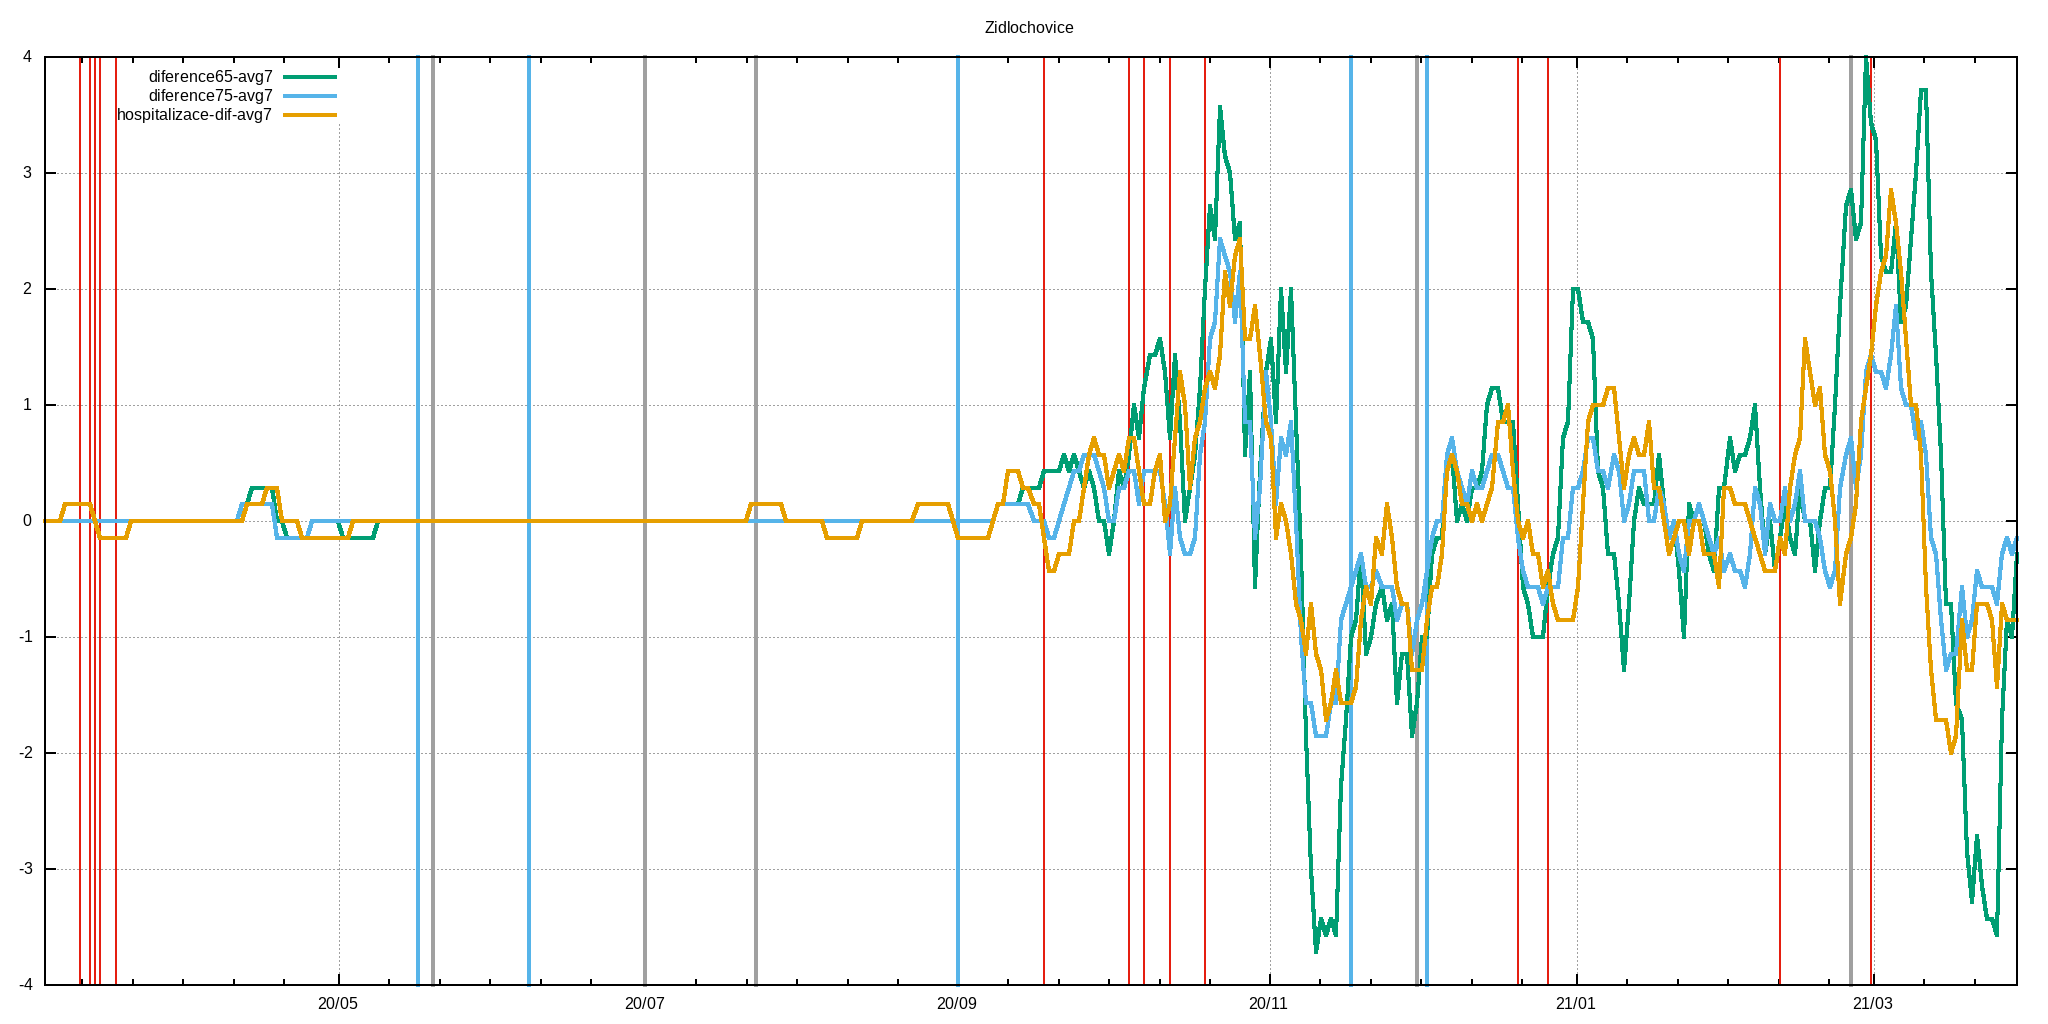 Zidlochovice
diference65-avg7
diference75-avg7
hospitalizace-dif-avg7
4
3
2
1
0
-1
-2
-3
-4
20/05 20/07 20/09 20/11 21/01 21/03